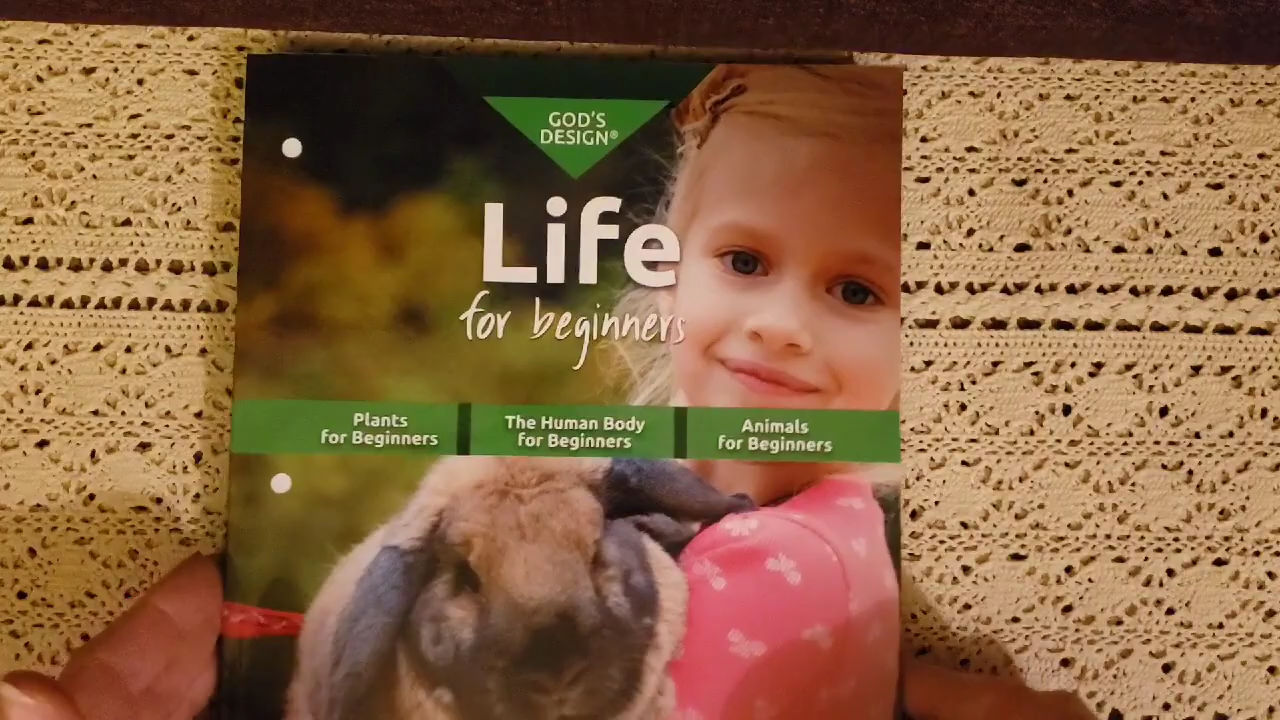 GOD'S
DESIGN®
Life
for beginners
Plants
for Beginners
The Human Body
for Beginners
Animals
for Beginners